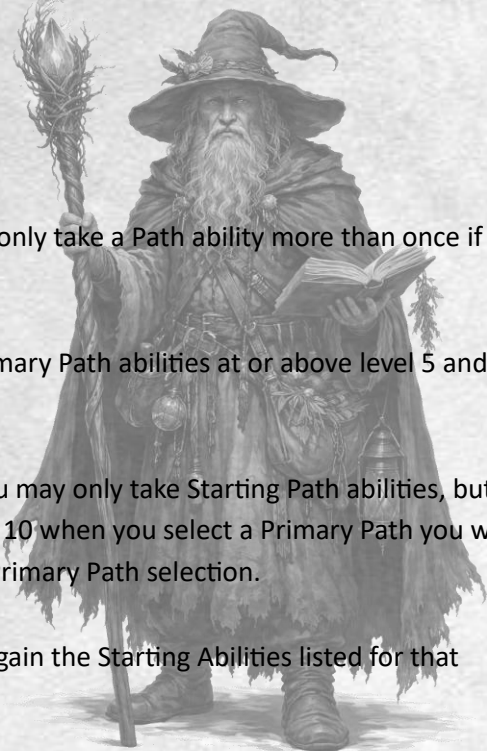 only take a Path ability more than once if
mary Path abilities at or above level 5 and
u may only take Starting Path abilities, but
10 when you select a Primary Path you w
rimary Path selection.
gain the Starting Abilities listed for that